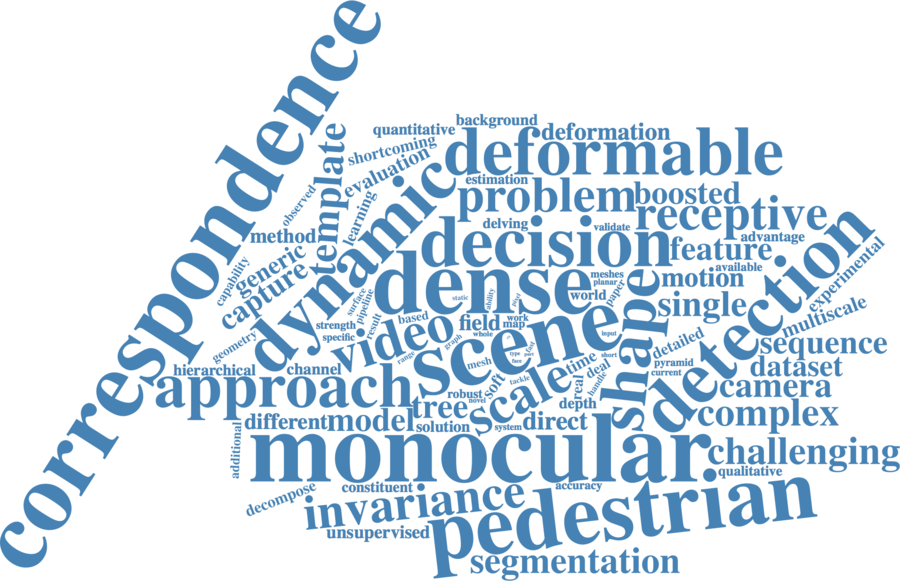 correspondence
background
quantitative
deformation
shortcoming
deformable
evaluation
template
estimation
problem
boosted
observed
learning
dynamic
receptive
delving
validate
method
decision
feature
advantage
generic
capability
capture
dense
meshes
planar
motion
available
detection
experimental
static
ability
pixel
world
paper
shape
single
multiscale
surface
pipeline
result
strength
specific
based
field
map
work
whole
scene
input
geometry
video
range
graph
mesh
type
face
fast
pory
time
short
detailed
sequence
hierarchical
channel
approach
soft
tackle
real
deal
handle
pyramid
current
dataset
robust
novel
scale
depth
camera
tree
different
model
solution
system
direct
complex
additional
monocular
challenging
qualitative
decompose
constituent
accuracy
invariance
pedestrian
unsupervised
segmentation